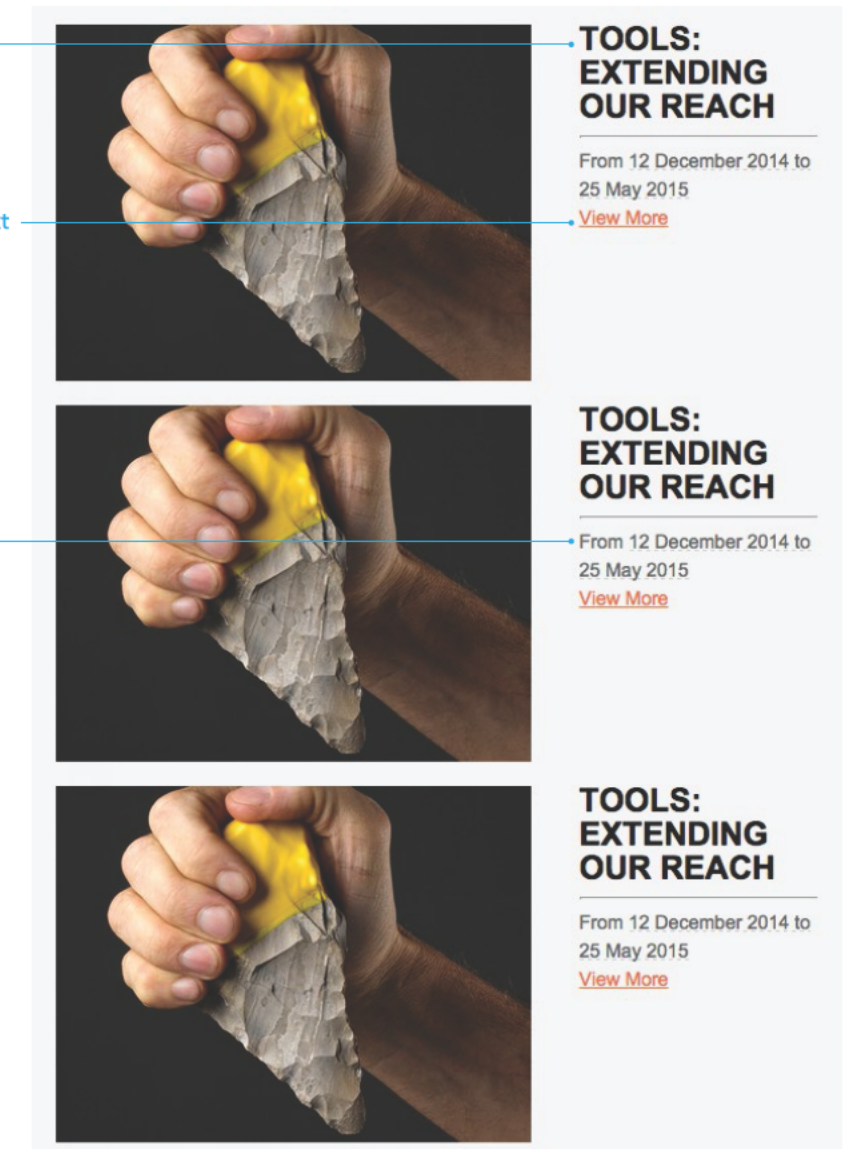 TOOLS:
EXTENDING
OUR REACH
From 12 December 2014 to
25 May 2015
View More
TOOLS:
EXTENDING
OUR REACH
From 12 December 2014 to
25 May 2015
View More
TOOLS:
EXTENDING
OUR REACH
From 12 December 2014 to
25 May 2015
View More